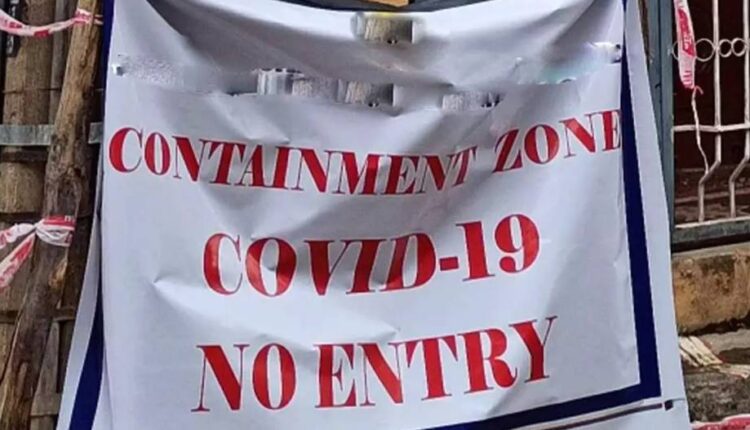 CONTAINMENT ZONE
COVID-19
NO ENTRY